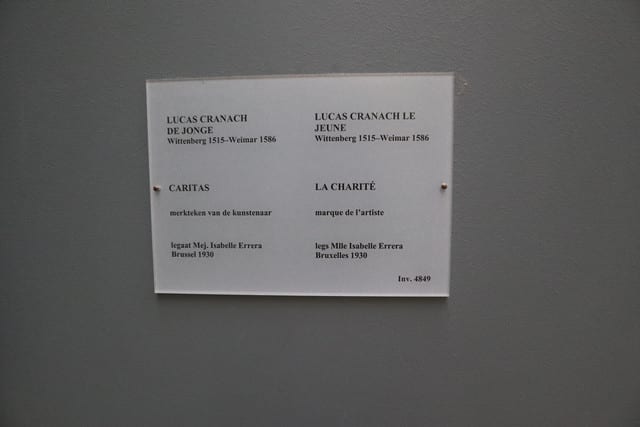 LUCAS CRANACH
DE JONGE
Wittenberg 1515–Weimar 1586
CARITAS
merkteken van de kunstenaar
legaat Mej. Isabelle Errera
Brussel 1930
LUCAS CRANACH LE
JEUNE
Wittenberg 1515–Weimar 1586
LA CHARITÉ
marque de l'artiste
legs Mlle Isabelle Errera
Bruxelles 1930
Inv. 4849